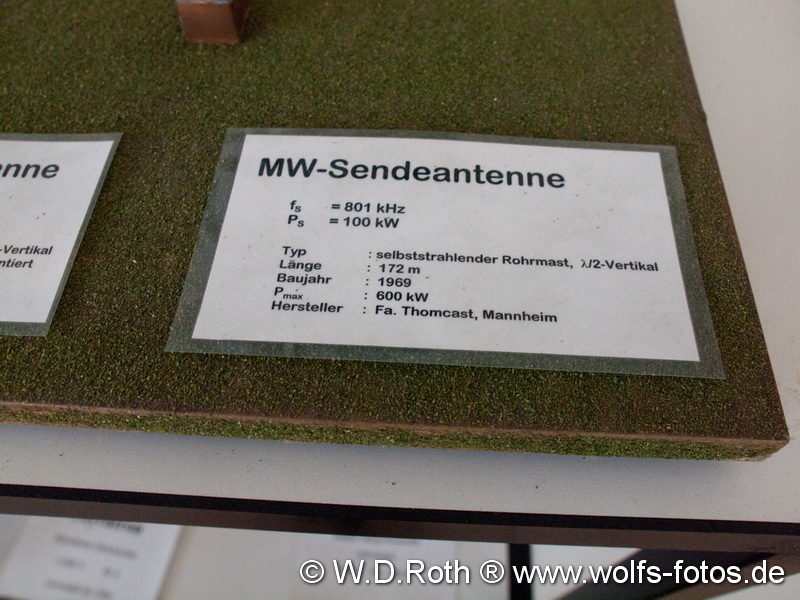 enne
-Vertikal
ntiert
MW-Sendeantenne
fS = 801 kHz
PS = 100 kW
Typ : selbststrahlender Rohrmast, λ/2-Vertikal
Länge : 172 m
Baujahr : 1969
Pmax : 600 kW
Hersteller : Fa. Thomcast, Mannheim
© W.D.Roth ® www.wolfs-fotos.de